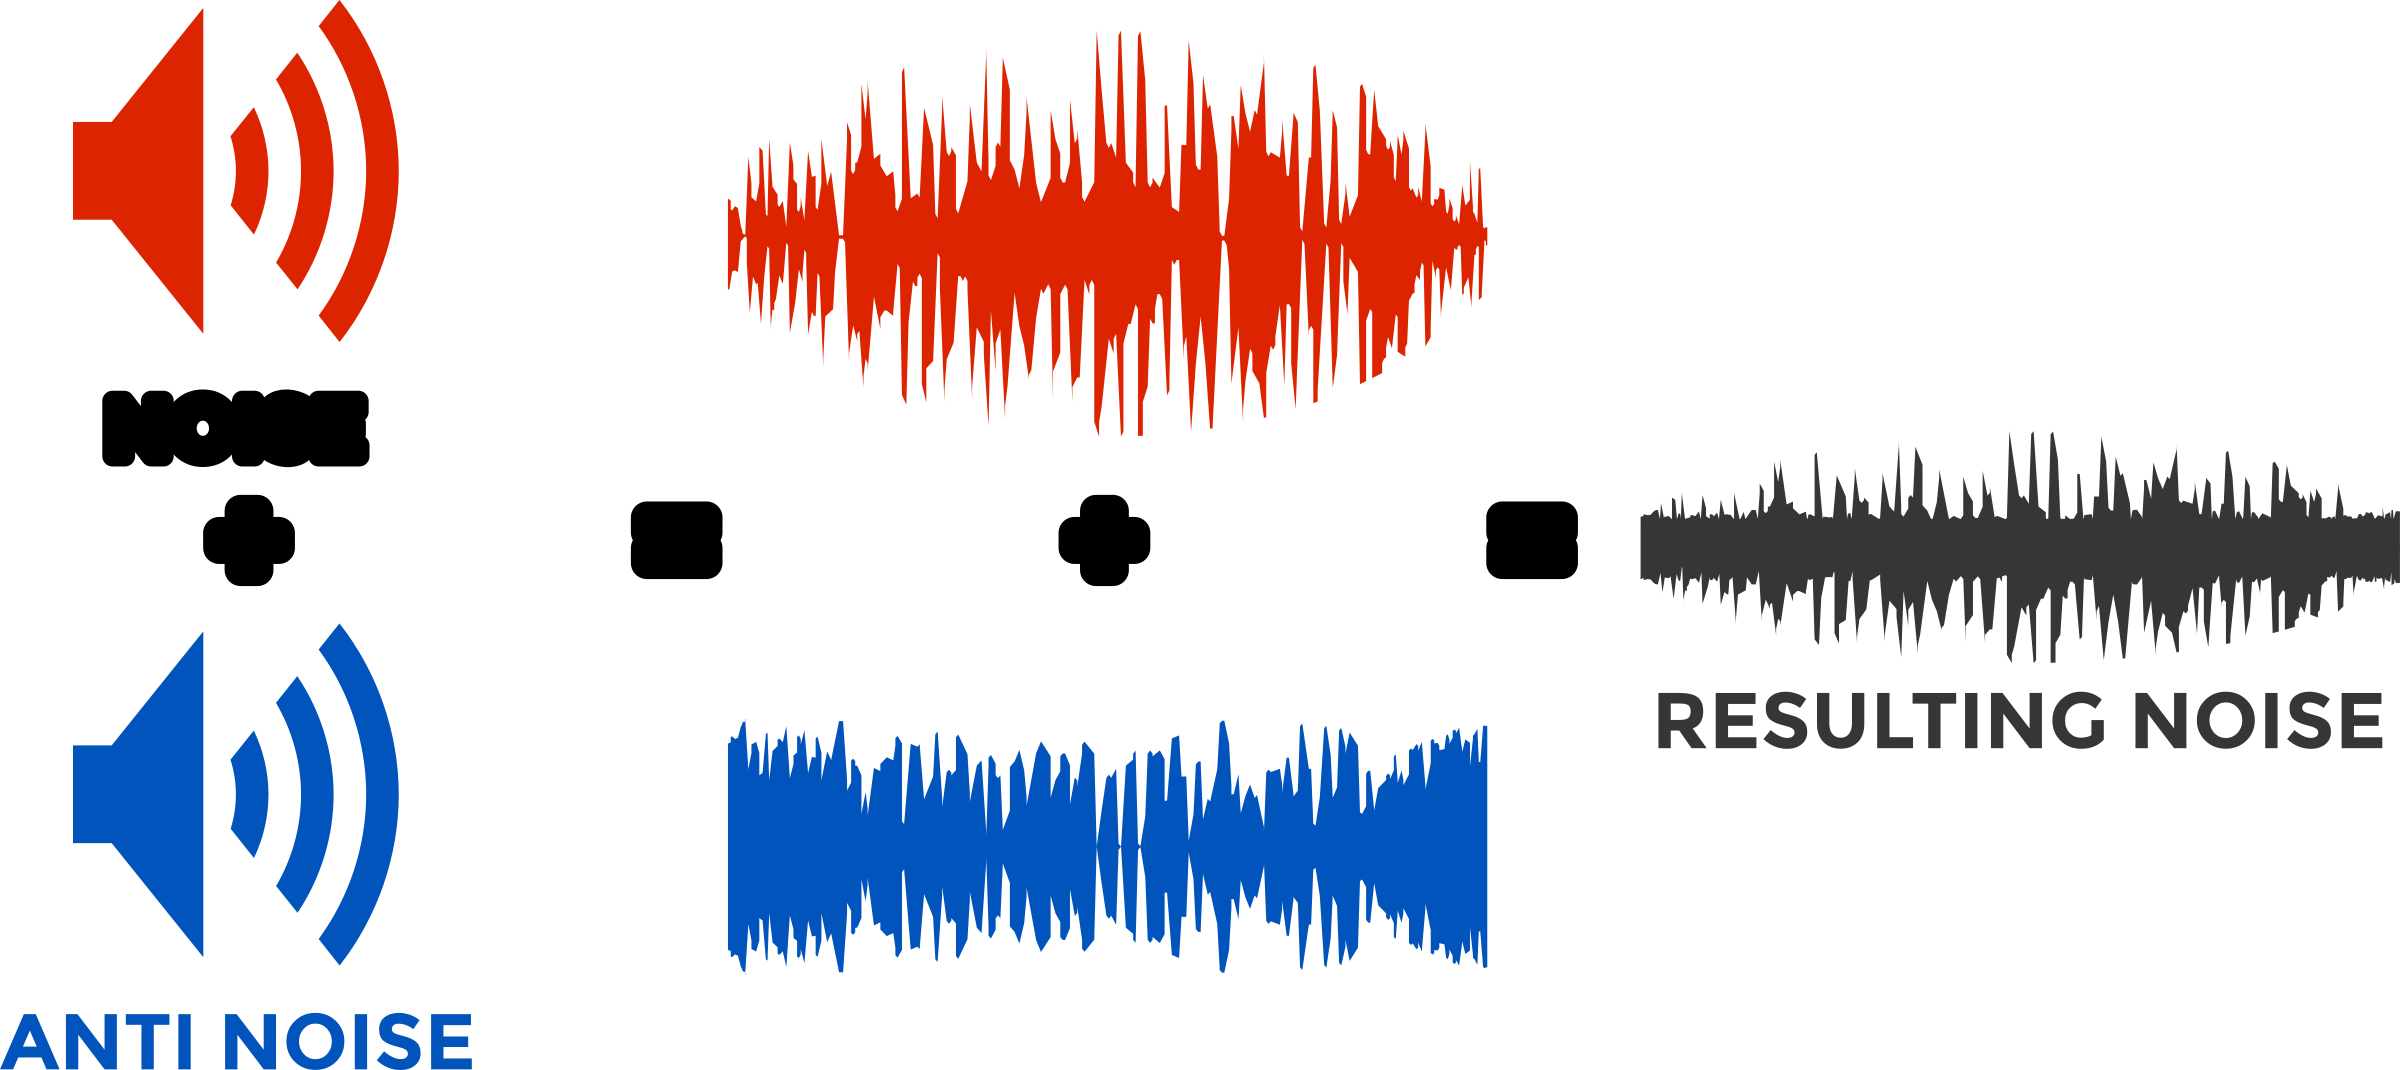 NOISE
+
=
+
=
RESULTING NOISE
ANTI NOISE